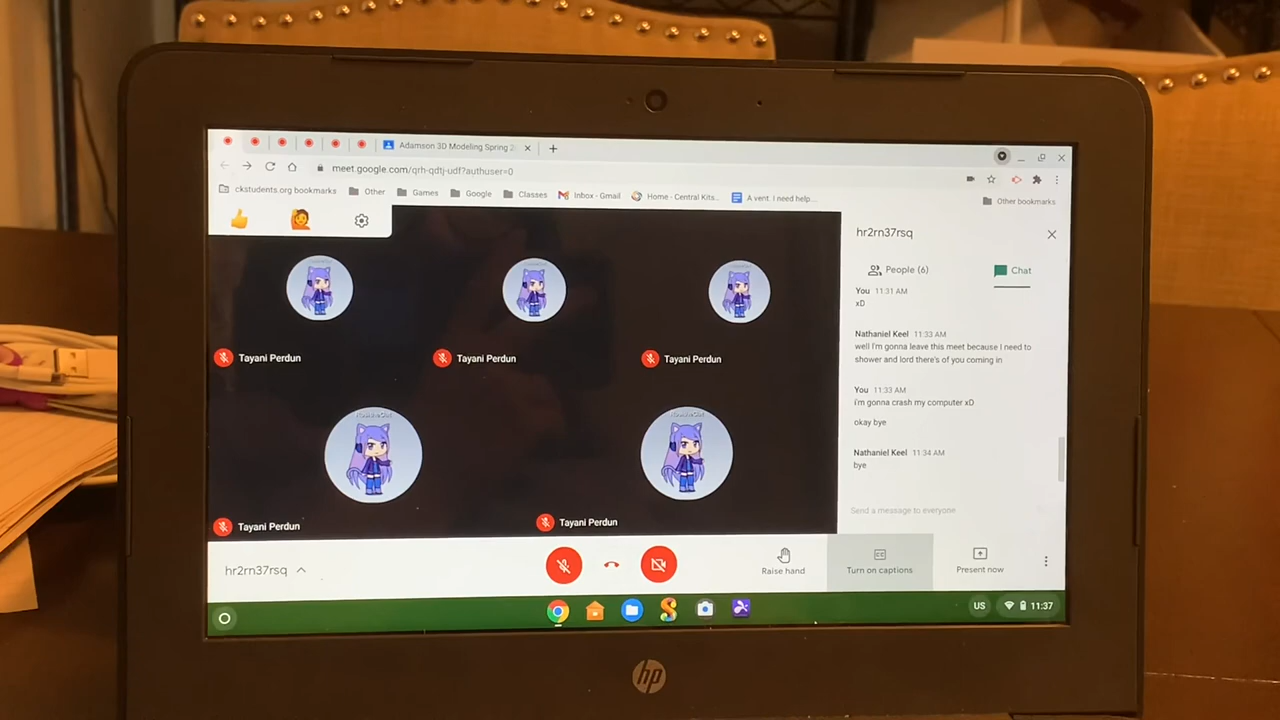 Adamson 3D Modeling Spring 2
meet.google.com/qrh-qdtj-udf?authuser=0
ckstudents.org bookmarks
Other
Games
Google
Classes
Inbox - Gmail
Home - Central Kits...
A vent. I need help...
Other bookmarks
hr2rn37rsq
People (6)
Chat
You 11:31 AM
xD
Nathaniel Keel 11:33 AM
well I'm gonna leave this meet because I need to
shower and lord there's of you coming in
You 11:33 AM
i'm gonna crash my computer xD
okay bye
Nathaniel Keel 11:34 AM
bye
Send a message to everyone
Tayani Perdun
Tayani Perdun
Tayani Perdun
Tayani Perdun
Tayani Perdun
hr2rn37rsq
Raise hand
CC
Turn on captions
Present now
US
11:37
hp